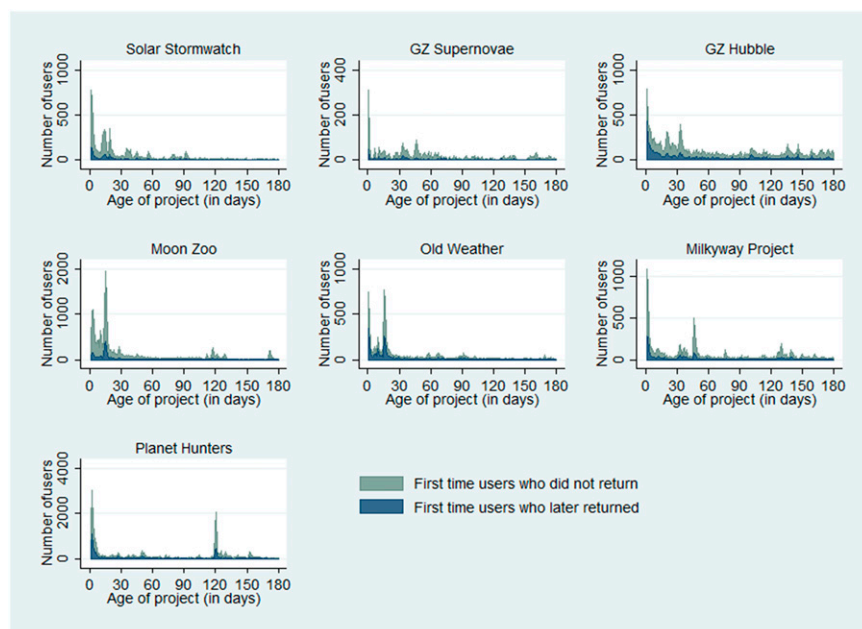 Solar Stormwatch
Number ofusers
1000
500
0
0 30 60 90 120 150 180
Age of project (in days)
GZ Supernovae
Number ofusers
400
200
0
0 30 60 90 120 150 180
Age of project (in days)
GZ Hubble
Number ofusers
1000
500
0
0 30 60 90 120 150 180
Age of project (in days)
Moon Zoo
Number ofusers
2000
1000
0
0 30 60 90 120 150 180
Age of project (in days)
Old Weather
Number ofusers
1000
500
0
0 30 60 90 120 150 180
Age of project (in days)
Milkyway Project
Number ofusers
1000
500
0
0 30 60 90 120 150 180
Age of project (in days)
Planet Hunters
Number ofusers
4000
2000
0
0 30 60 90 120 150 180
Age of project (in days)
First time users who did not return
First time users who later returned